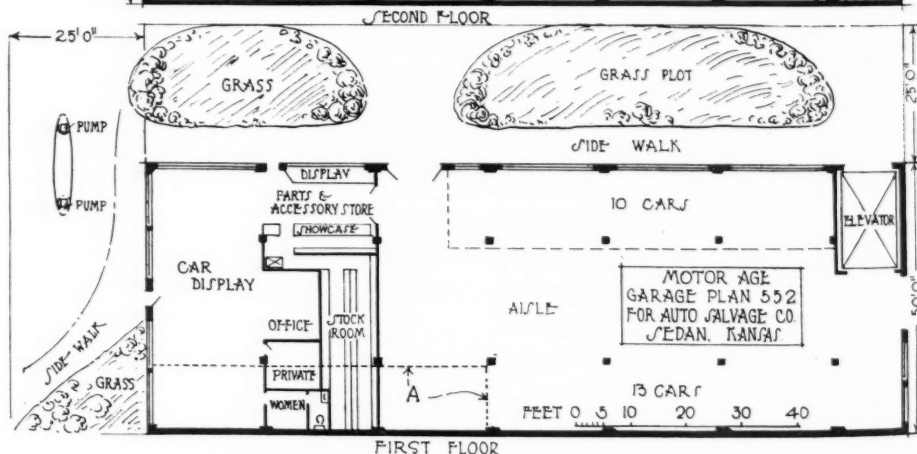 SECOND FLOOR
25'0"
GRASS
GRASS PLOT
25'0"
PUMP
SIDE WALK
DISPLAY
PARTS &
ACCESSORY STORE
10 CARS
PUMP
SHOWCASE
ELEVATOR
CAR
DISPLAY
MOTOR AGE
GARAGE PLAN 552
FOR AUTO SALVAGE CO.
SEDAN, KANSAS
AISLE
50'0"
OFFICE
STOCK
ROOM
SIDE WALK
GRASS
PRIVATE
A
13 CARS
WOMEN
FEET 0 5 10 20 30 40
FIRST FLOOR